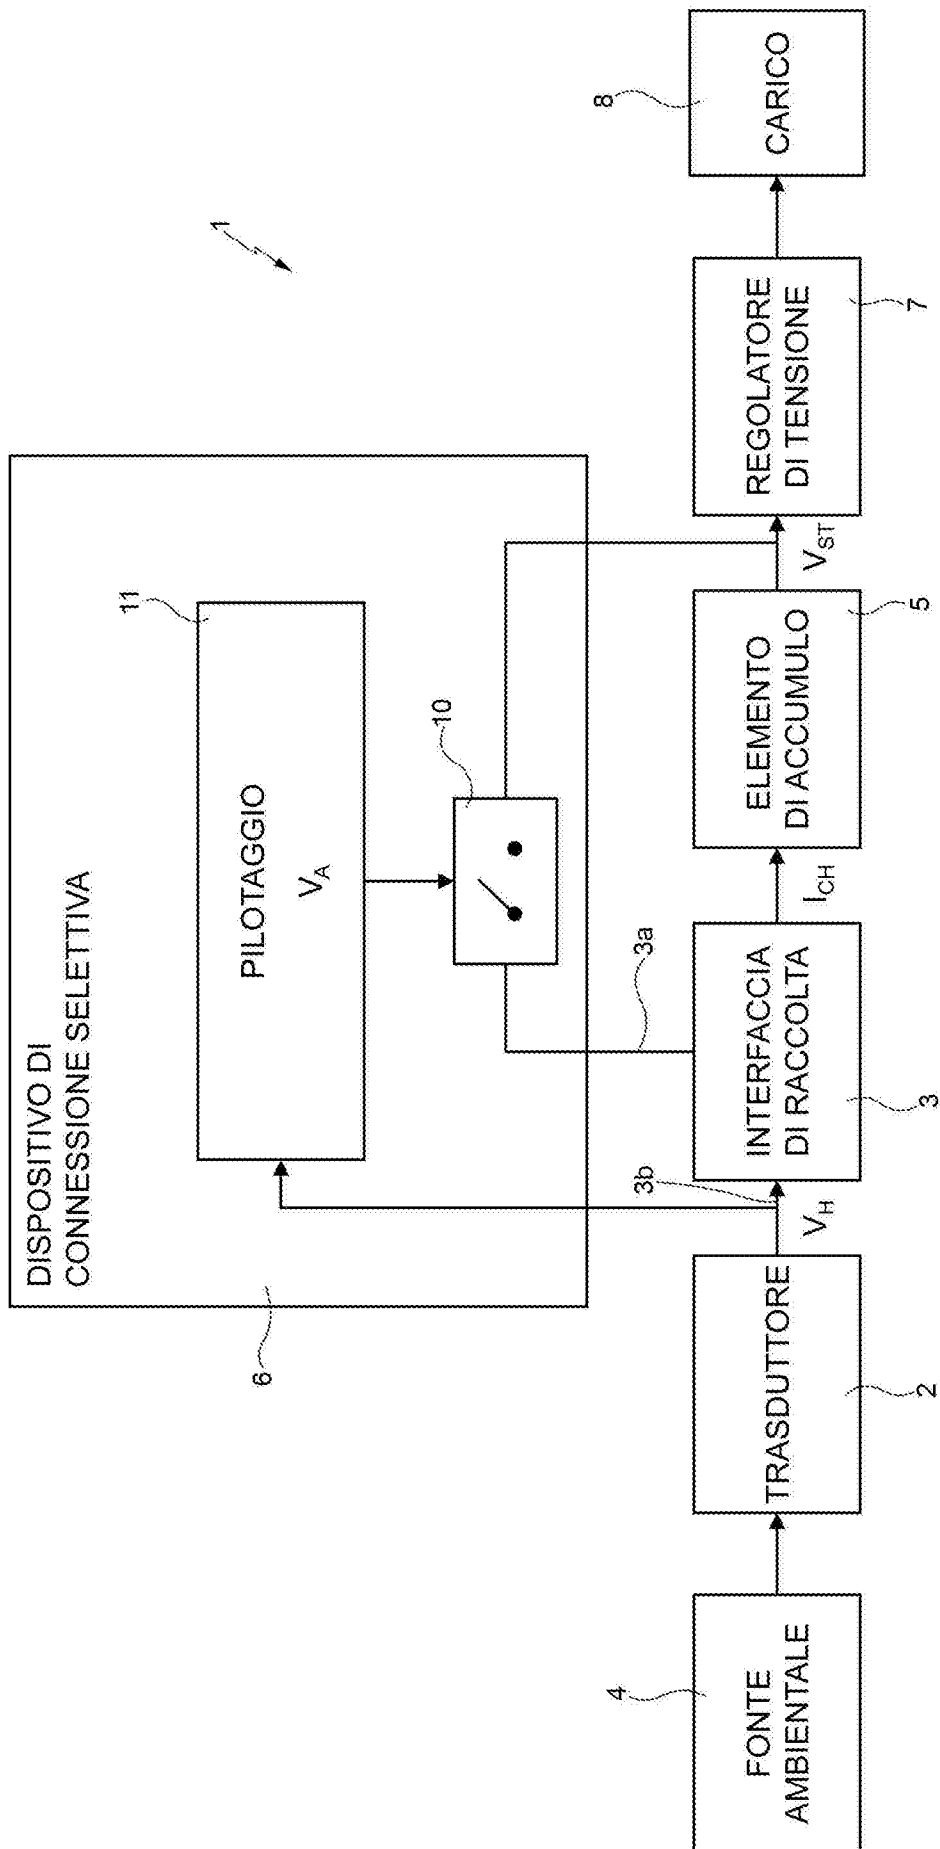 DISPOSITIVO DI
CONNESSIONE SELETTIVA
6
PILOTAGGIO
V_A
11
10
1
3a
3b
4
FONTE
AMBIENTALE
TRASDUTTORE
2
V_H
INTERFACCIA
DI RACCOLTA
3
I_CH
ELEMENTO
DI ACCUMULO
5
V_ST
REGOLATORE
DI TENSIONE
7
8
CARICO